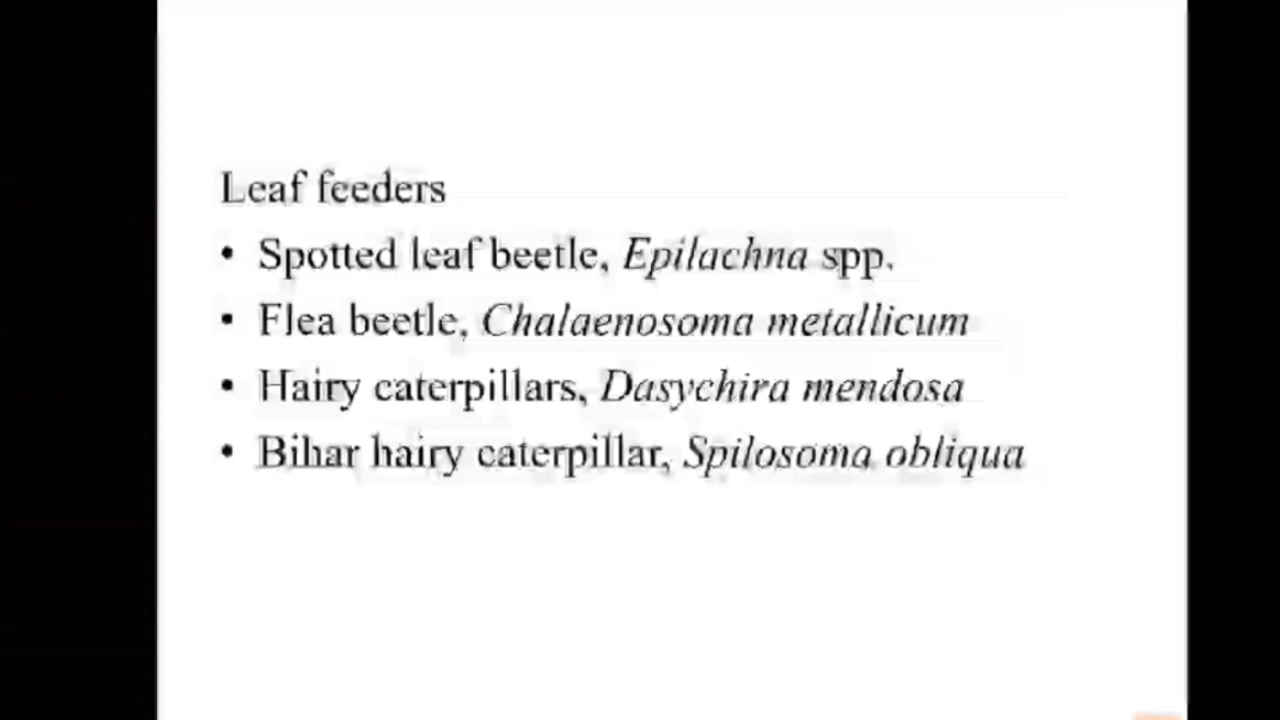 Leaf feeders
• Spotted leaf beetle, Epilachna spp.
• Flea beetle, Chalaenosoma metallicum
• Hairy caterpillars, Dasychira mendosa
• Bihar hairy caterpillar, Spilosoma obliqua